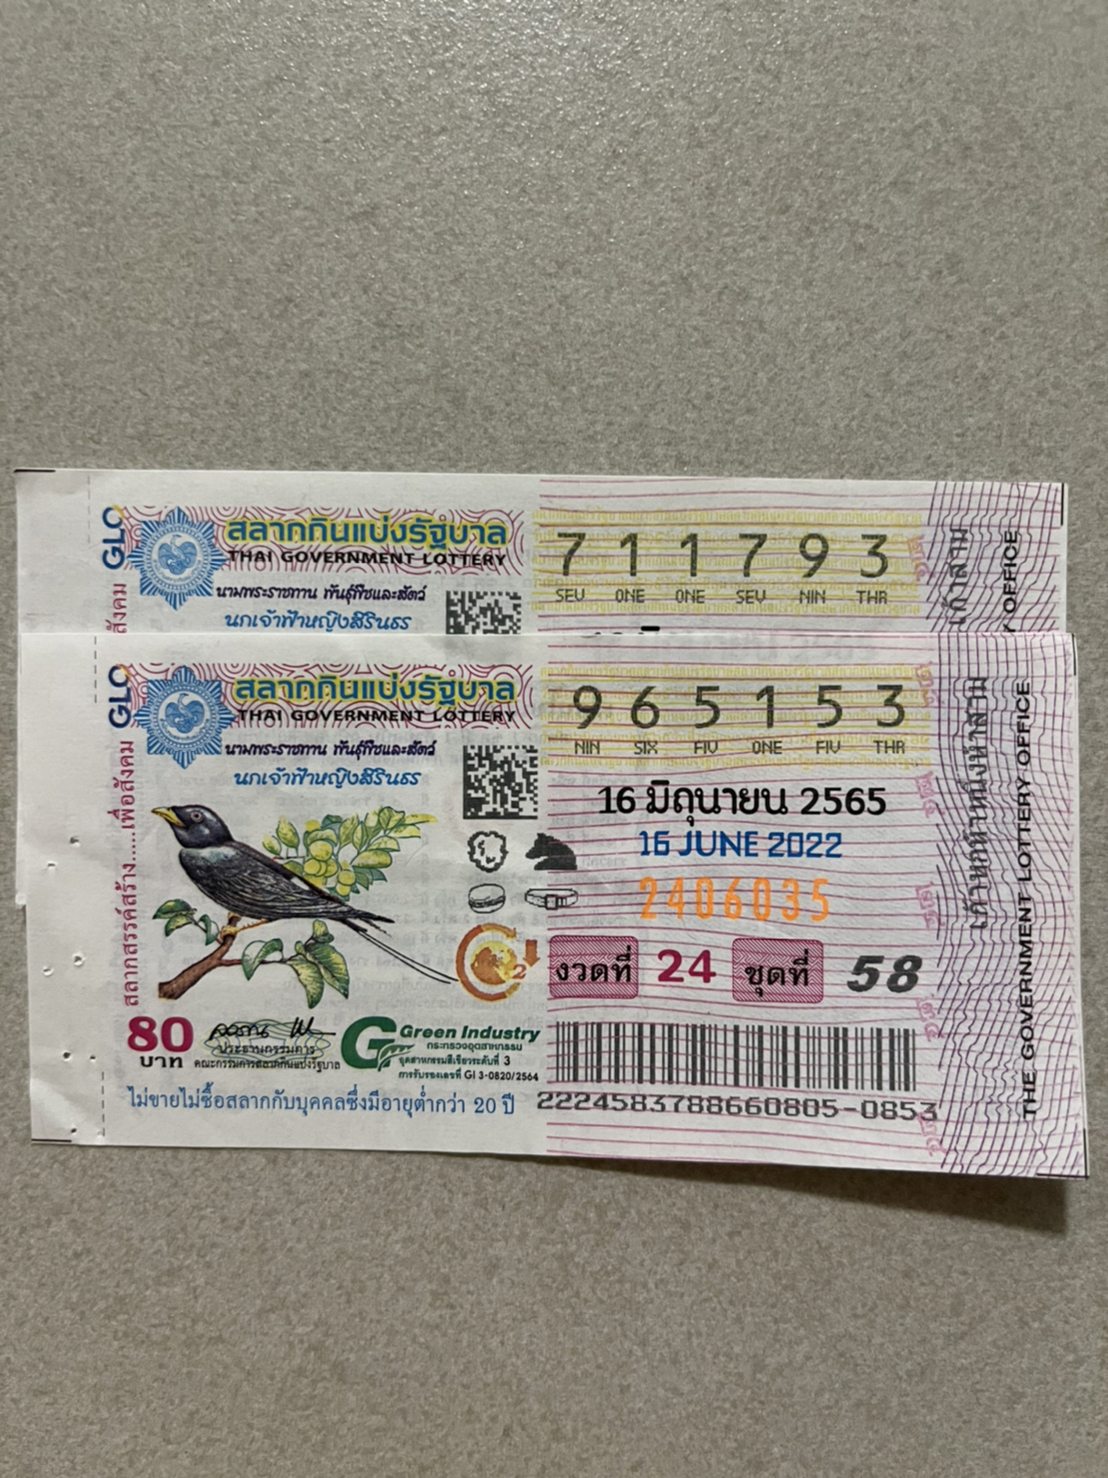 GLO
สลากกินแบ่งรัฐบาล
THAI GOVERNMENT LOTTERY
นามพระราชทาน พันธุ์พืชและสัตว์
นกเจ้าฟ้าหญิงสิรินธร
สังคม
7 1 1 7 9 3
SEV ONE ONE SEV NIN THR
เก้าสาม
Y OFFICE
GLO
สลากกินแบ่งรัฐบาล
THAI GOVERNMENT LOTTERY
นามพระราชทาน พันธุ์พืชและสัตว์
นกเจ้าฟ้าหญิงสิรินธร
สลากสรรค์สร้าง.....เพื่อสังคม
9 6 5 1 5 3
NIN SIX FIV ONE FIV THR
16 มิถุนายน 2565
16 JUNE 2022
2406035
งวดที่ 24 ชุดที่ 58
80
บาท
ประธานกรรมการ
คณะกรรมการสลากกินแบ่งรัฐบาล
Green Industry
กระทรวงอุตสาหกรรม
อุตสาหกรรมสีเขียวระดับที่ 3
การรับรองเลขที่ GI 3-0820/2564
ไม่ขายไม่ซื้อสลากกับบุคคลซึ่งมีอายุต่ำกว่า 20 ปี
2224583788660805-0853
เก้าหกห้าหนึ่งห้าสาม
THE GOVERNMENT LOTTERY OFFICE